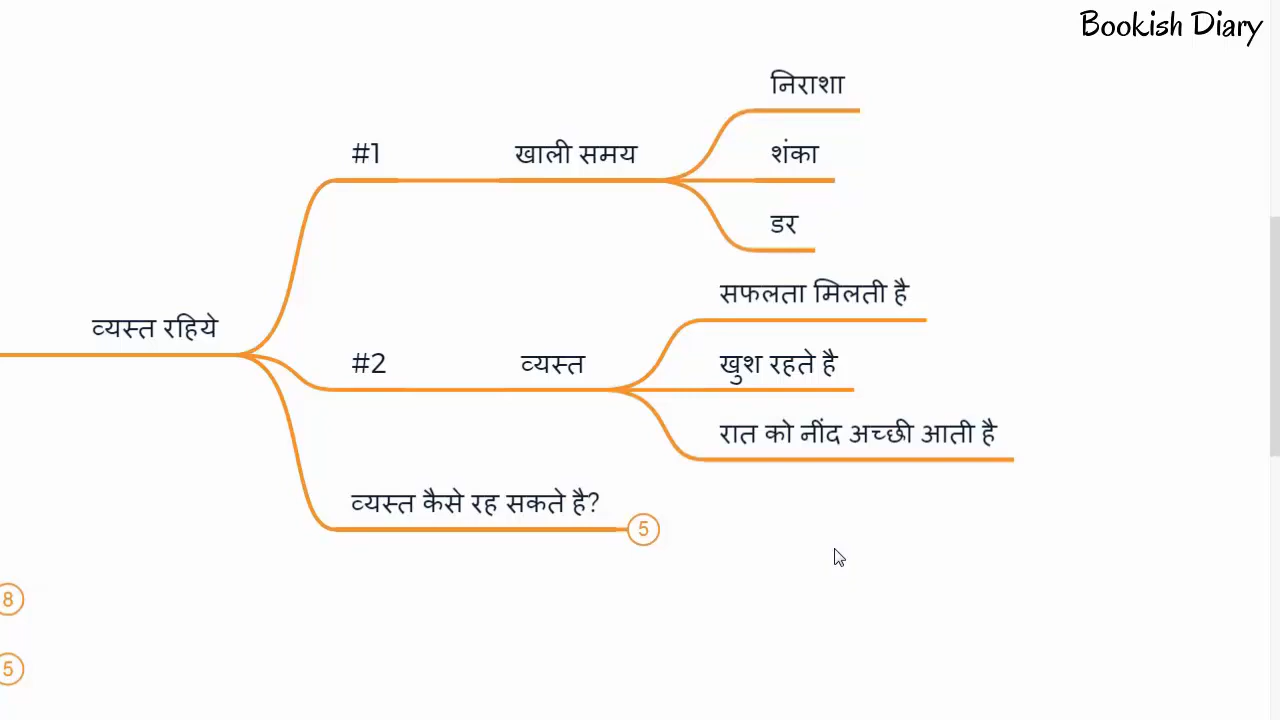 Bookish Diary
निराशा
#1 खाली समय शंका
डर
सफलता मिलती है
व्यस्त रहिये
#2 व्यस्त खुश रहते है
रात को नींद अच्छी आती है
व्यस्त कैसे रह सकते है? 5
8
5